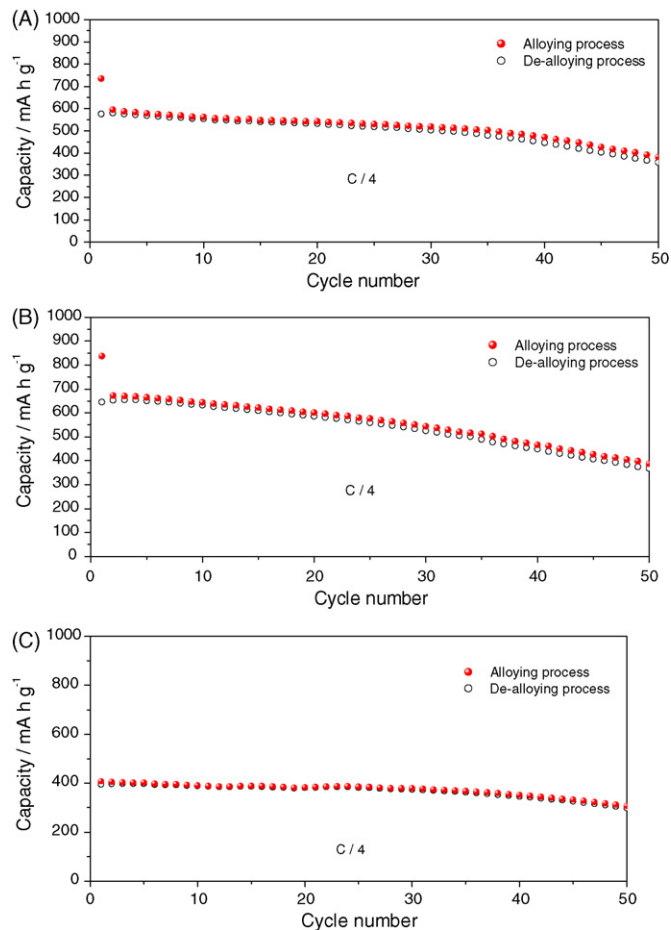 (A)
1000
900
800
700
600
500
400
300
200
100
0
Capacity / mA h g⁻¹
Alloying process
De-alloying process
C / 4
0 10 20 30 40 50
Cycle number
(B)
1000
900
800
700
600
500
400
300
200
100
0
Capacity / mA h g⁻¹
Alloying process
De-alloying process
C / 4
0 10 20 30 40 50
Cycle number
(C)
1000
800
600
400
200
0
Capacity / mA h g⁻¹
Alloying process
De-alloying process
C / 4
0 10 20 30 40 50
Cycle number